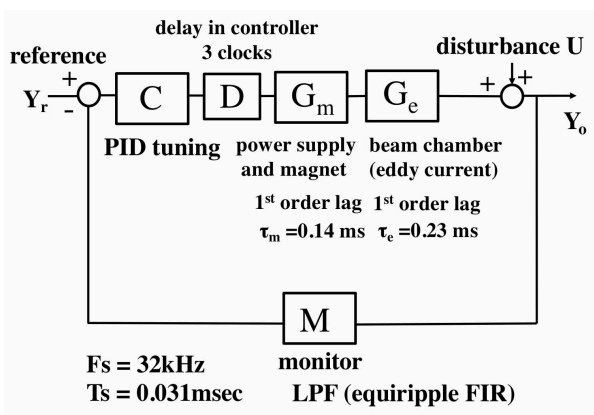 delay in controller
3 clocks
disturbance U
reference
+
Y_r
-
C
D
G_m
G_e
+
+
Y_o
PID tuning
power supply
and magnet
beam chamber
(eddy current)
1st order lag
τ_m =0.14 ms
1st order lag
τ_e =0.23 ms
M
monitor
LPF (equiripple FIR)
Fs = 32kHz
Ts = 0.031msec